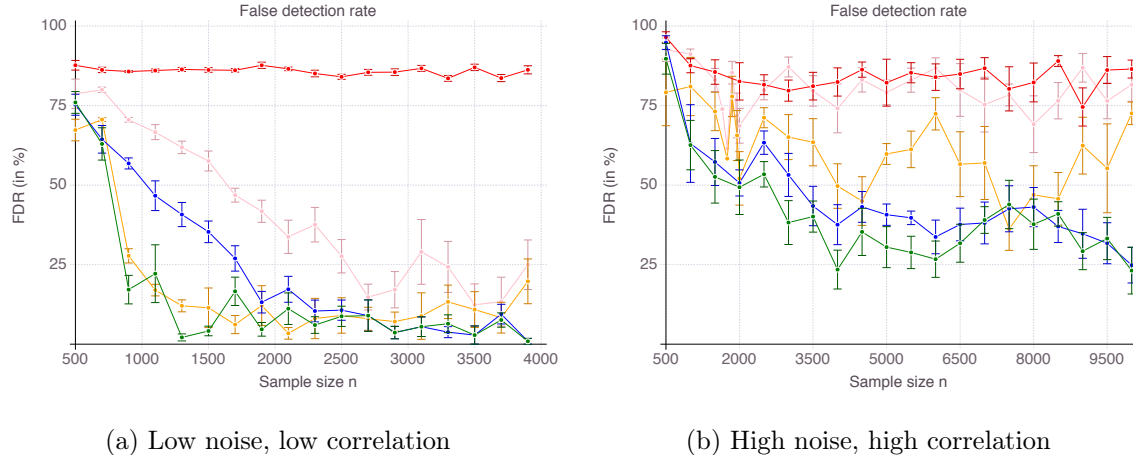 False detection rate
100
75
50
25
FDR (in %)
500 1000 1500 2000 2500 3000 3500 4000
Sample size n
(a) Low noise, low correlation
False detection rate
100
75
50
25
FDR (in %)
500 2000 3500 5000 6500 8000 9500
Sample size n
(b) High noise, high correlation